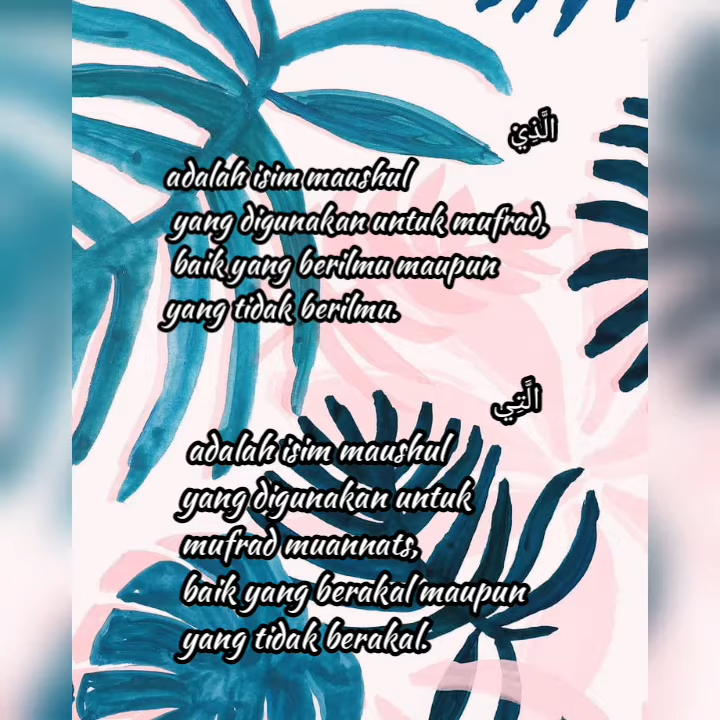 الَّذِيْ
adalah isim maushul
yang digunakan untuk mufrad,
baik yang berilmu maupun
yang tidak berilmu.
الَّتِي
adalah isim maushul
yang digunakan untuk
mufrad muannats,
baik yang berakal maupun
yang tidak berakal.